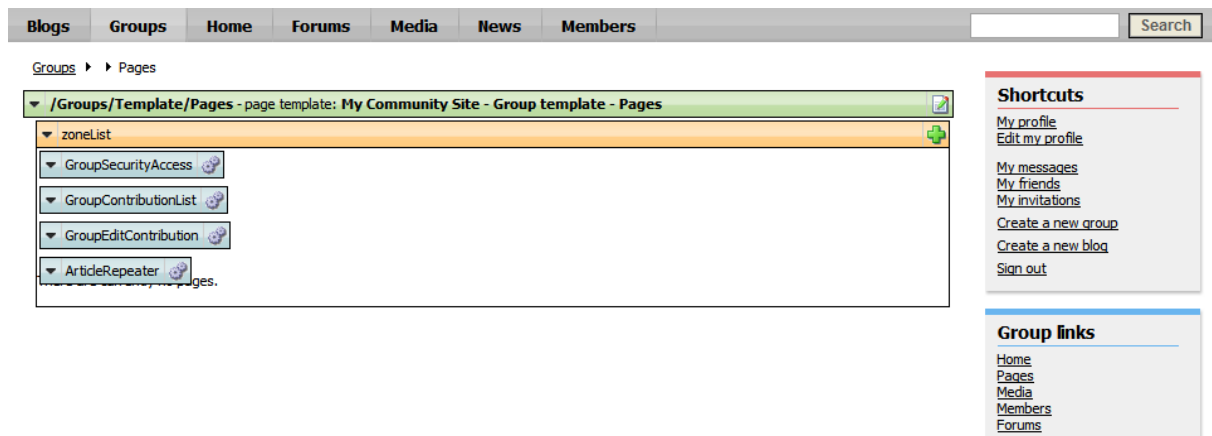 Blogs Groups Home Forums Media News Members Search
Groups Pages
/Groups/Template/Pages - page template: My Community Site - Group template - Pages
zoneList
GroupSecurityAccess
GroupContributionList
GroupEditContribution
ArticleRepeater
pages.
Shortcuts
My profile
Edit my profile
My messages
My friends
My invitations
Create a new group
Create a new blog
Sign out
Group links
Home
Pages
Media
Members
Forums